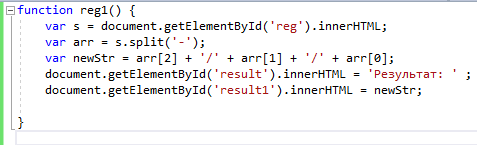 function reg1() {
var s = document.getElementById('reg').innerHTML;
var arr = s.split('-');
var newStr = arr[2] + '/' + arr[1] + '/' + arr[0];
document.getElementById('result').innerHTML = 'Результат: ' ;
document.getElementById('result1').innerHTML = newStr;
}